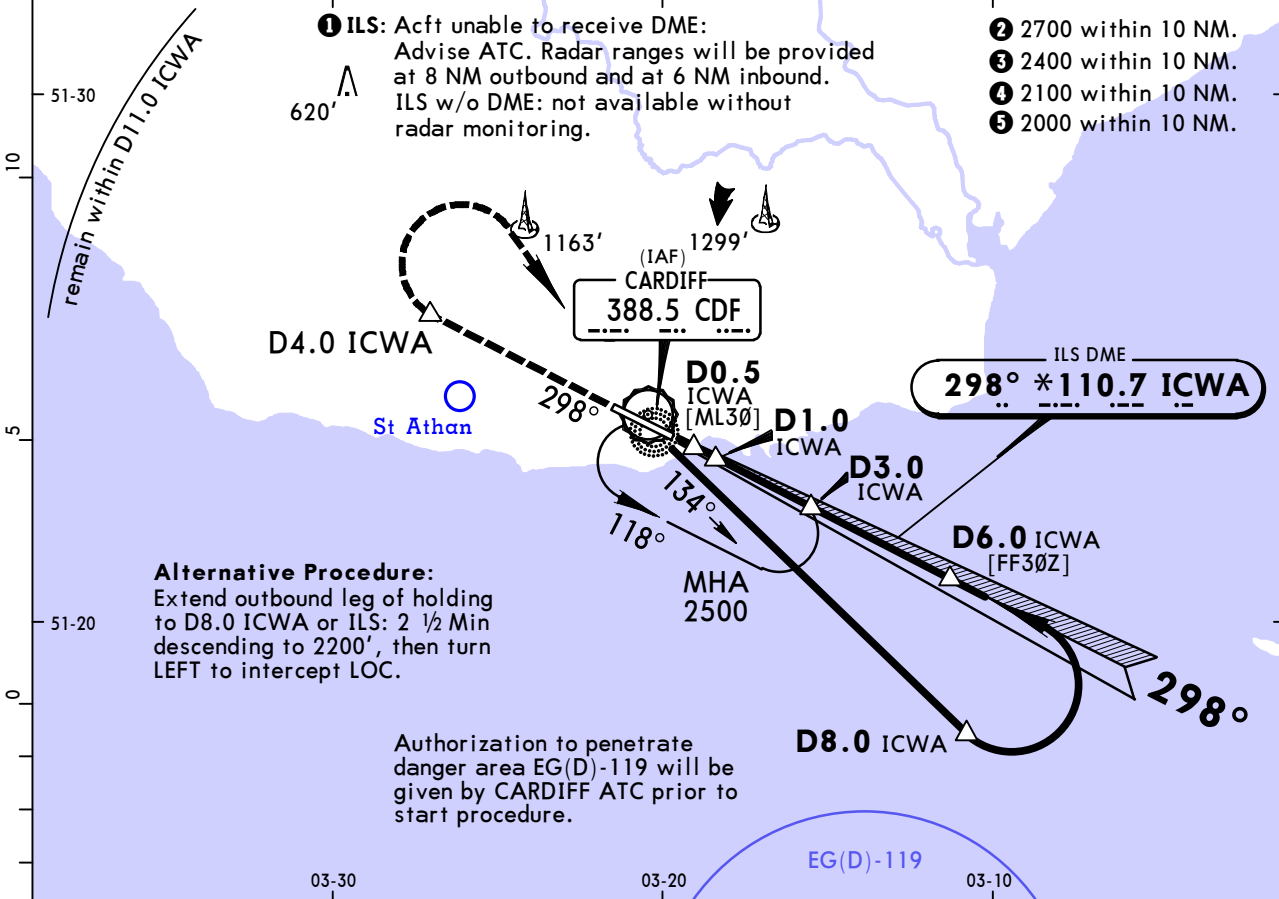 ❶ ILS: Acft unable to receive DME:
Advise ATC. Radar ranges will be provided
at 8 NM outbound and at 6 NM inbound.
ILS w/o DME: not available without
radar monitoring.
❷ 2700 within 10 NM.
❸ 2400 within 10 NM.
❹ 2100 within 10 NM.
❺ 2000 within 10 NM.
remain within D11.0 ICWA
51-30
620'
10
1163'
1299'
(IAF)
CARDIFF
388.5 CDF
D4.0 ICWA
298°
St Athan
5
D0.5
ICWA
[ML3Ø]
D1.0
ICWA
D3.0
ICWA
ILS DME
298° *110.7 ICWA
D6.0 ICWA
[FF3ØZ]
134°
118°
MHA
2500
Alternative Procedure:
Extend outbound leg of holding
to D8.0 ICWA or ILS: 2 ½ Min
descending to 2200', then turn
LEFT to intercept LOC.
51-20
0
298°
D8.0 ICWA
Authorization to penetrate
danger area EG(D)-119 will be
given by CARDIFF ATC prior to
start procedure.
EG(D)-119
03-30
03-20
03-10